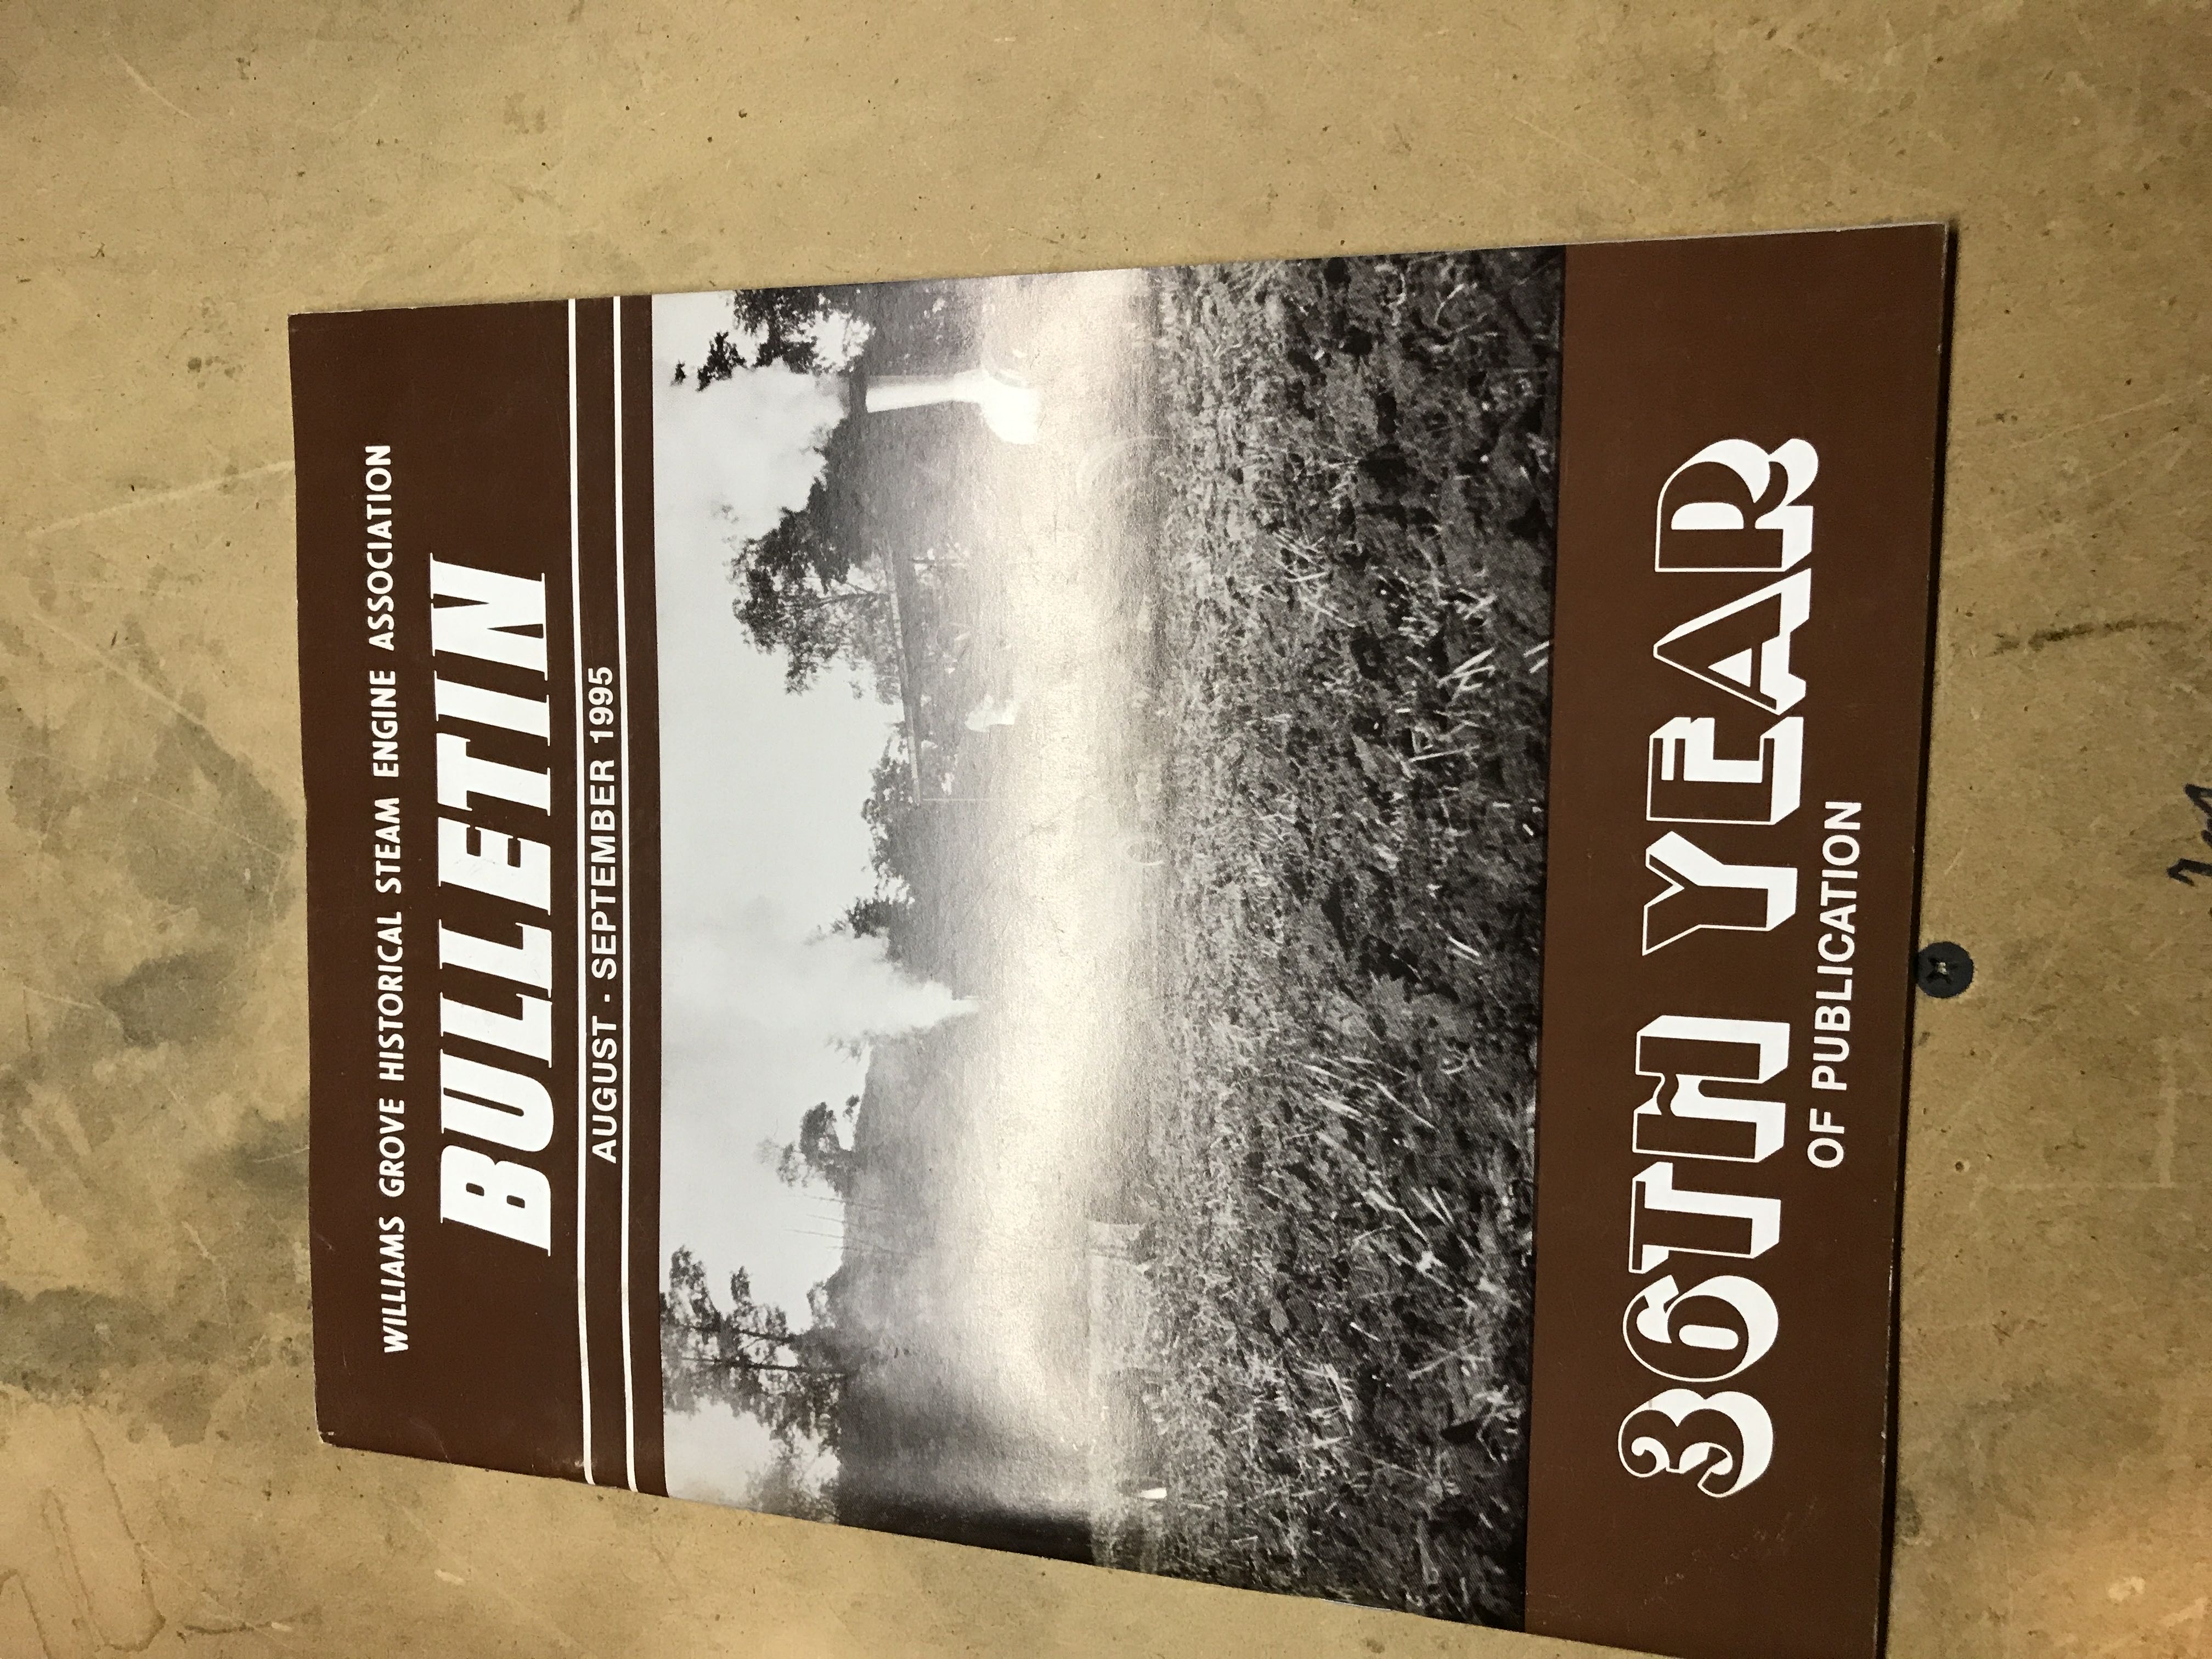 WILLIAMS GROVE HISTORICAL STEAM ENGINE ASSOCIATION
BULLETIN
AUGUST - SEPTEMBER 1995
36TH YEAR
OF PUBLICATION